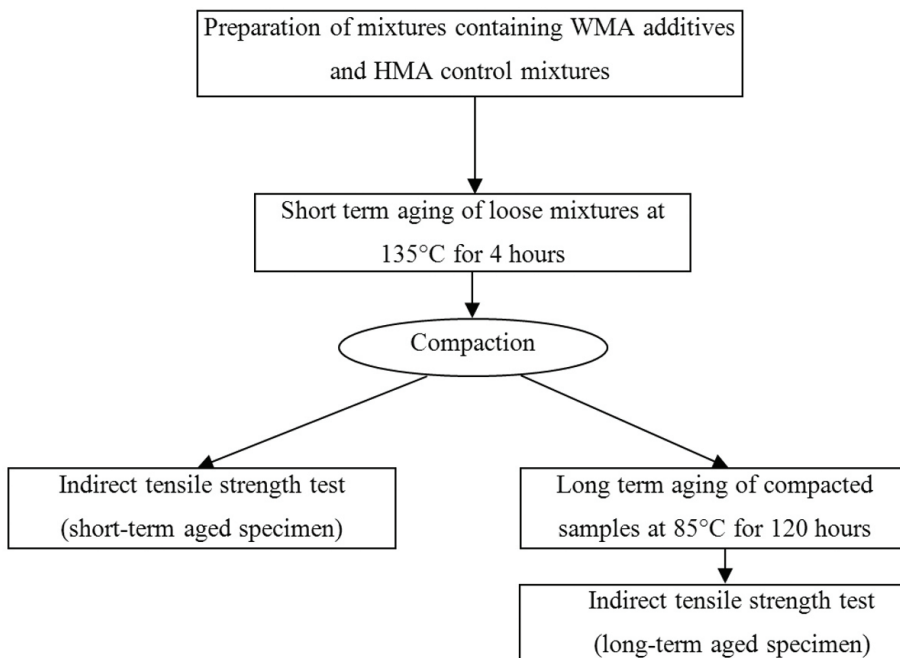 Preparation of mixtures containing WMA additives
and HMA control mixtures
Short term aging of loose mixtures at
135°C for 4 hours
Compaction
Indirect tensile strength test
(short-term aged specimen)
Long term aging of compacted
samples at 85°C for 120 hours
Indirect tensile strength test
(long-term aged specimen)